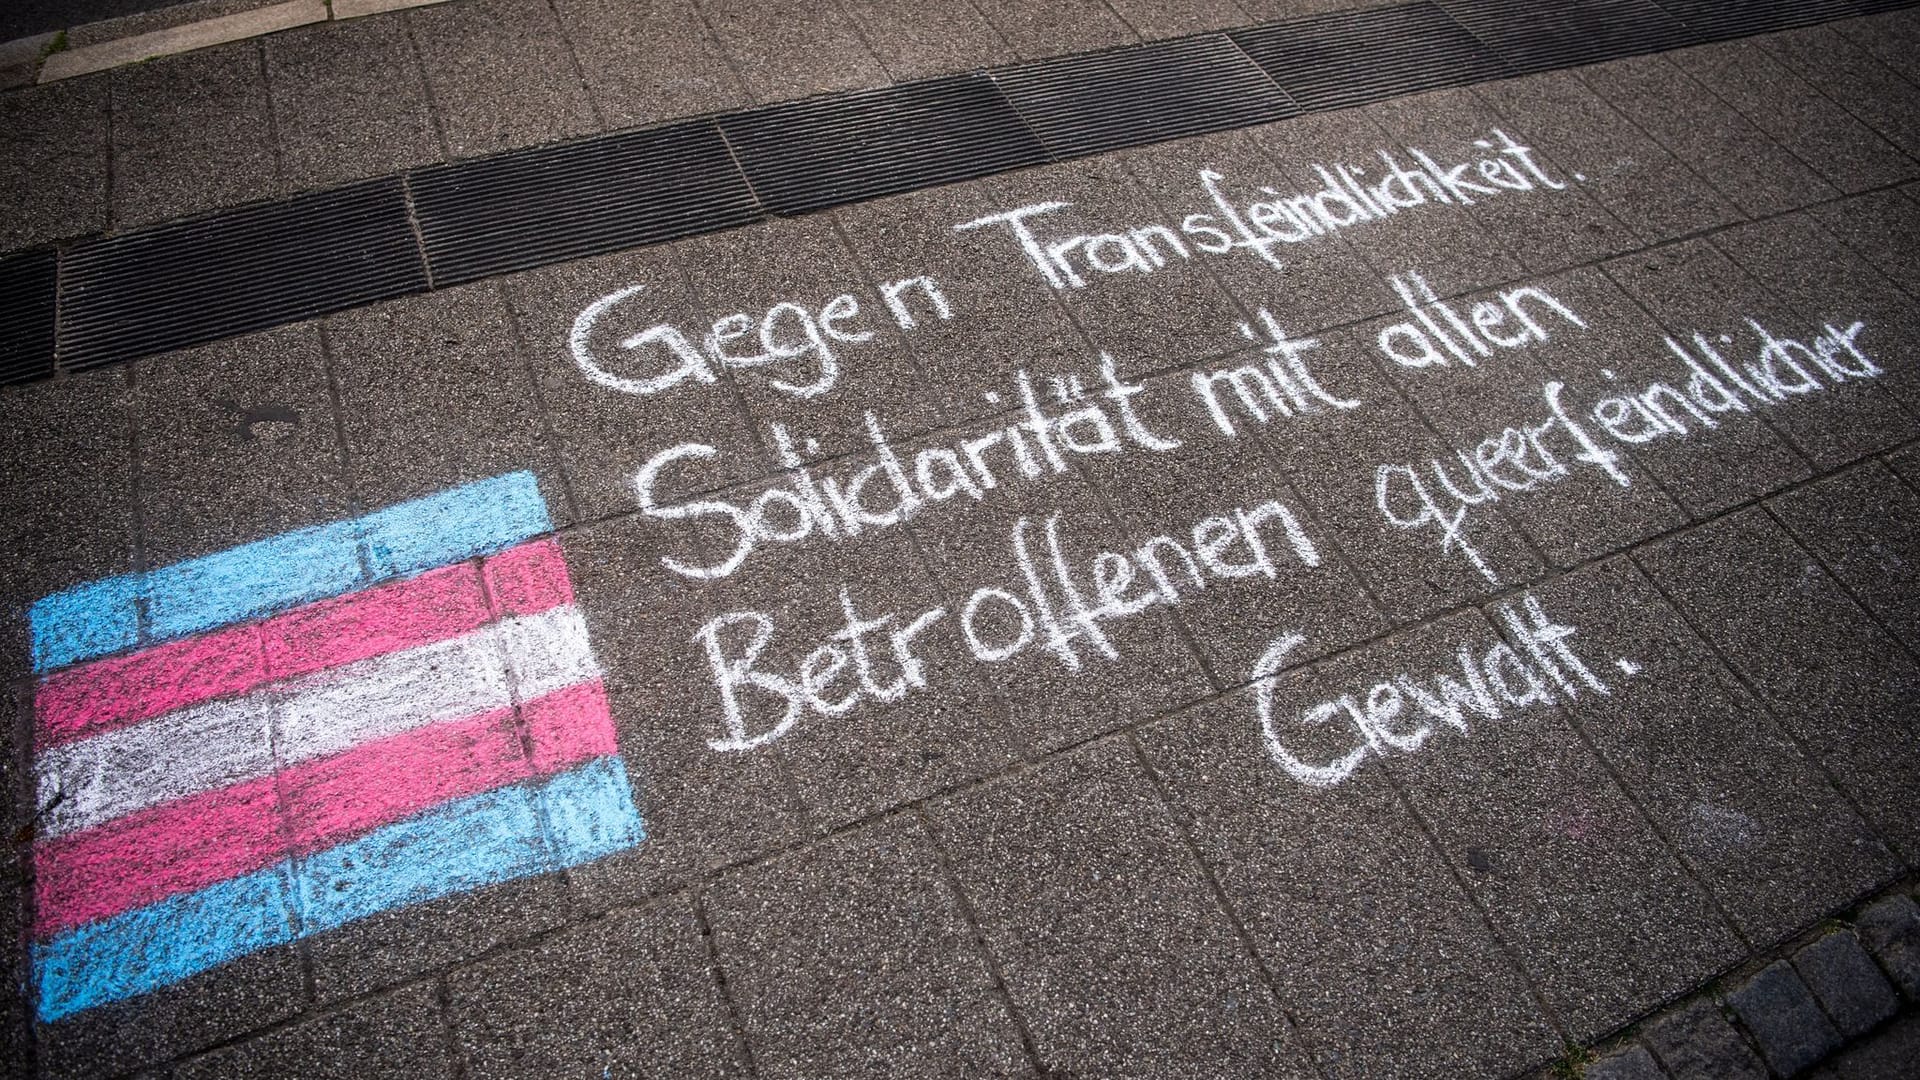 Gegen Transfeindlichkeit.
Solidarität mit allen
Betroffenen queerfeindlicher
Gewalt.